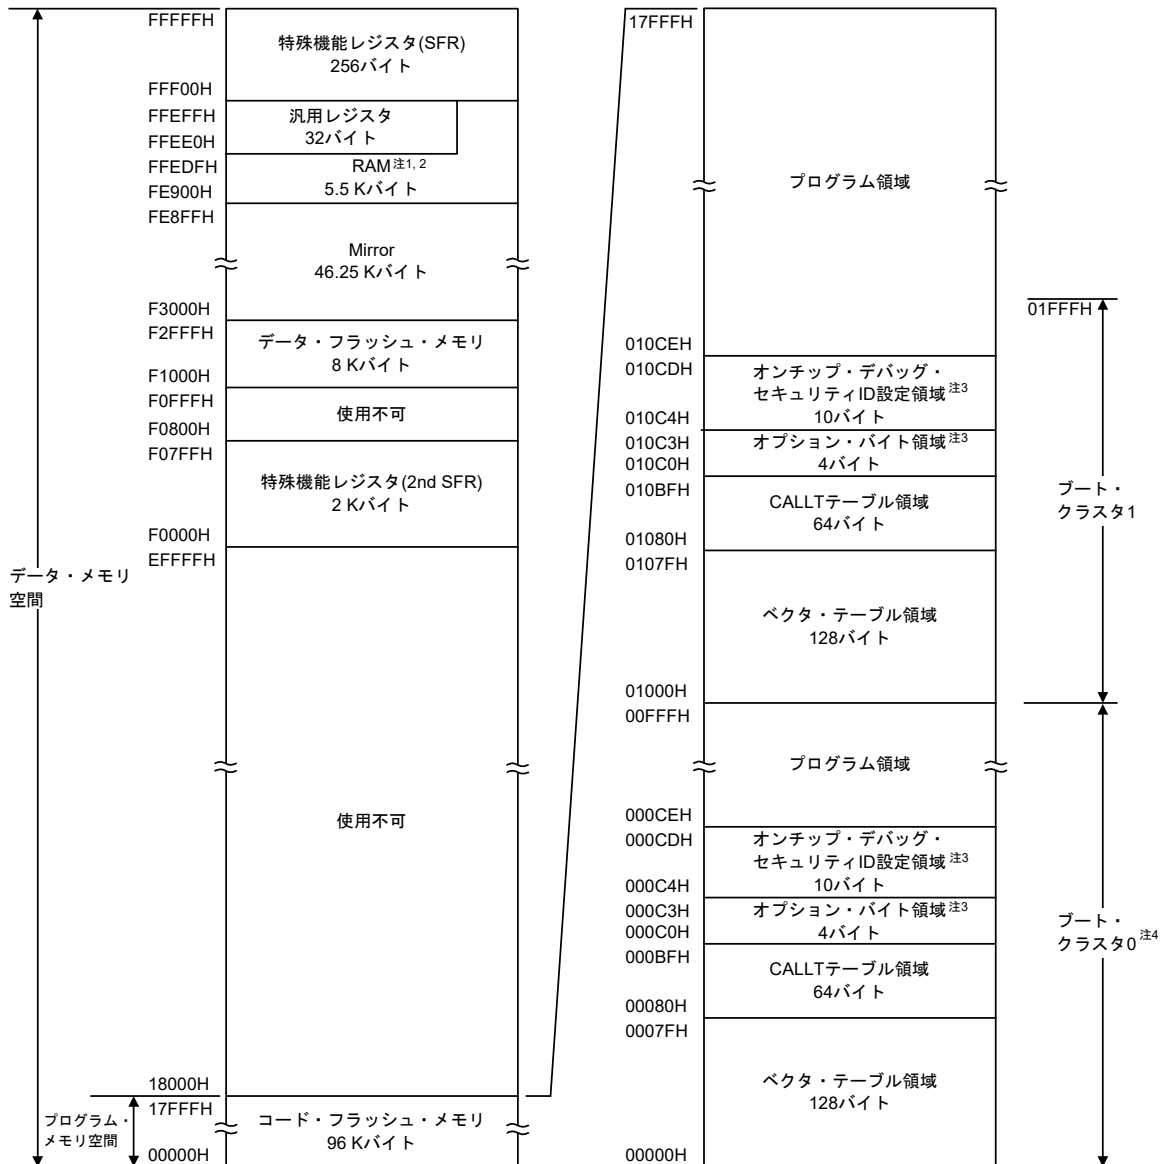 FFFFFH
特殊機能レジスタ(SFR)
256バイト
FFF00H
FFEFFH
汎用レジスタ
32バイト
FFEE0H
FFEDFH
RAM注1, 2
5.5 Kバイト
FE900H
FE8FFH
Mirror
46.25 Kバイト
F3000H
F2FFFH
データ・フラッシュ・メモリ
8 Kバイト
F1000H
F0FFFH
使用不可
F0800H
F07FFH
特殊機能レジスタ(2nd SFR)
2 Kバイト
F0000H
EFFFFH
データ・メモリ
空間
使用不可
18000H
17FFFH
コード・フラッシュ・メモリ
96 Kバイト
プログラム・
メモリ空間
00000H
17FFFH
プログラム領域
01FFFH
010CEH
010CDH
オンチップ・デバッグ・
セキュリティID設定領域注3
10バイト
010C4H
010C3H
オプション・バイト領域注3
4バイト
010C0H
010BFH
CALLTテーブル領域
64バイト
01080H
0107FH
ブート・
クラスタ1
ベクタ・テーブル領域
128バイト
01000H
00FFFH
プログラム領域
000CEH
000CDH
オンチップ・デバッグ・
セキュリティID設定領域注3
10バイト
000C4H
000C3H
オプション・バイト領域注3
4バイト
000C0H
000BFH
CALLTテーブル領域
64バイト
00080H
0007FH
ブート・
クラスタ0注4
ベクタ・テーブル領域
128バイト
00000H